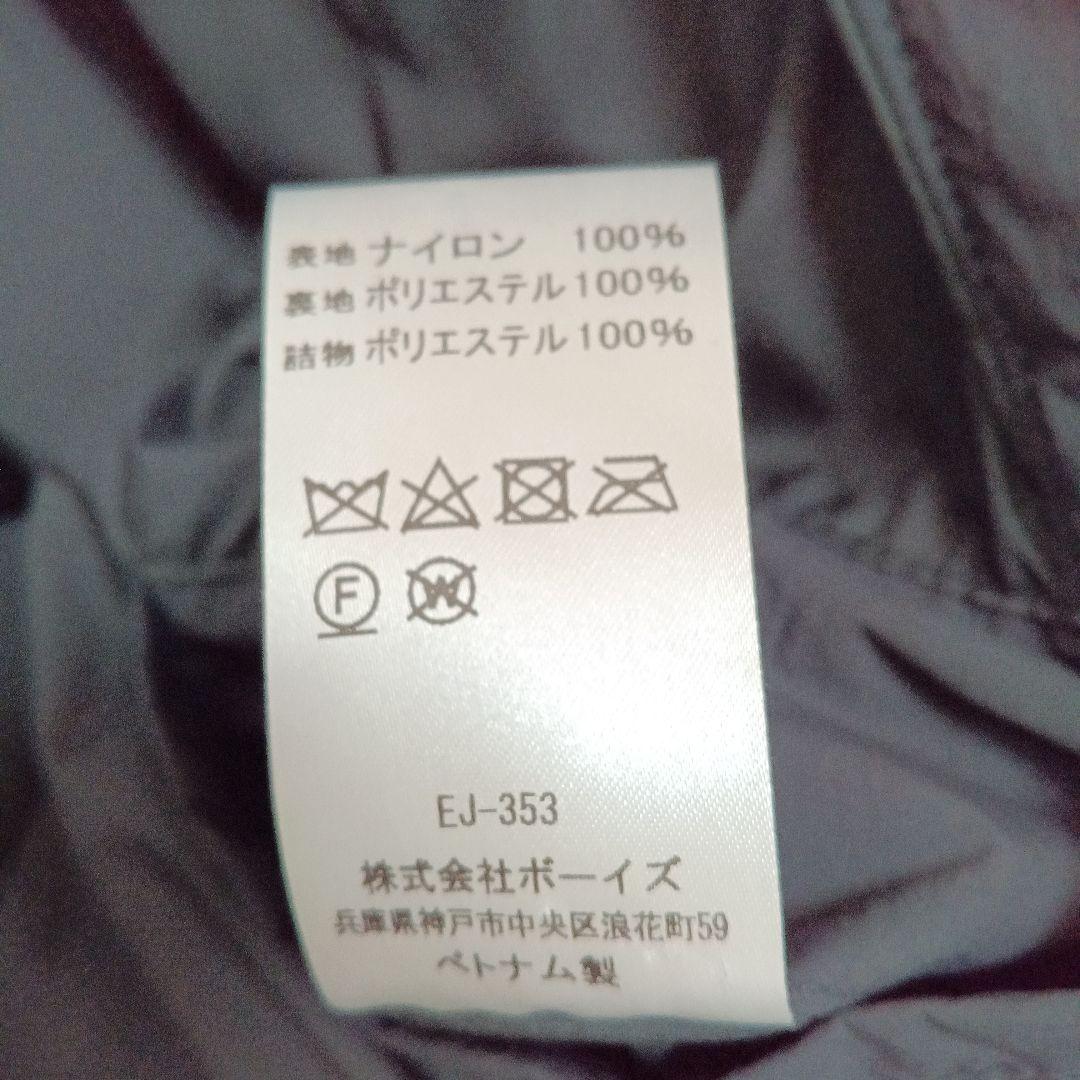 表地 ナイロン 100%
裏地 ポリエステル 100%
詰物 ポリエステル 100%
F W
EJ-353
株式会社ボーイズ
兵庫県神戸市中央区浪花町59
ベトナム製